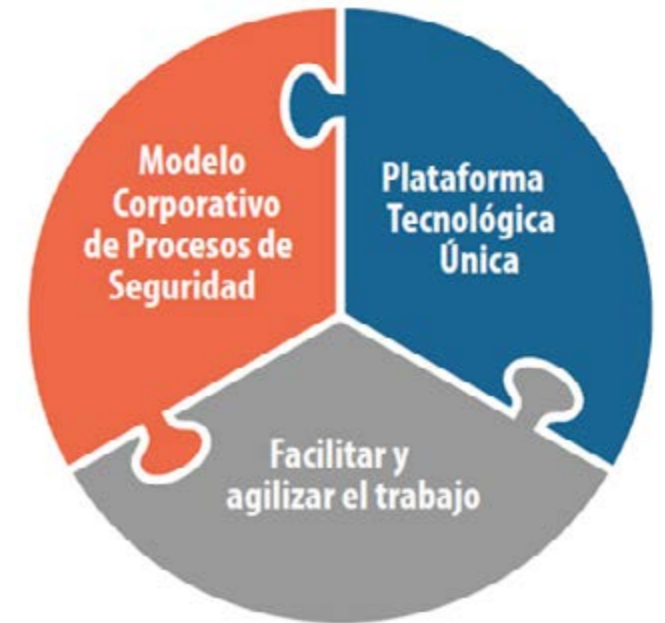 Modelo
Corporativo
de Procesos de
Seguridad
Plataforma
Tecnológica
Única
Facilitar y
agilizar el trabajo